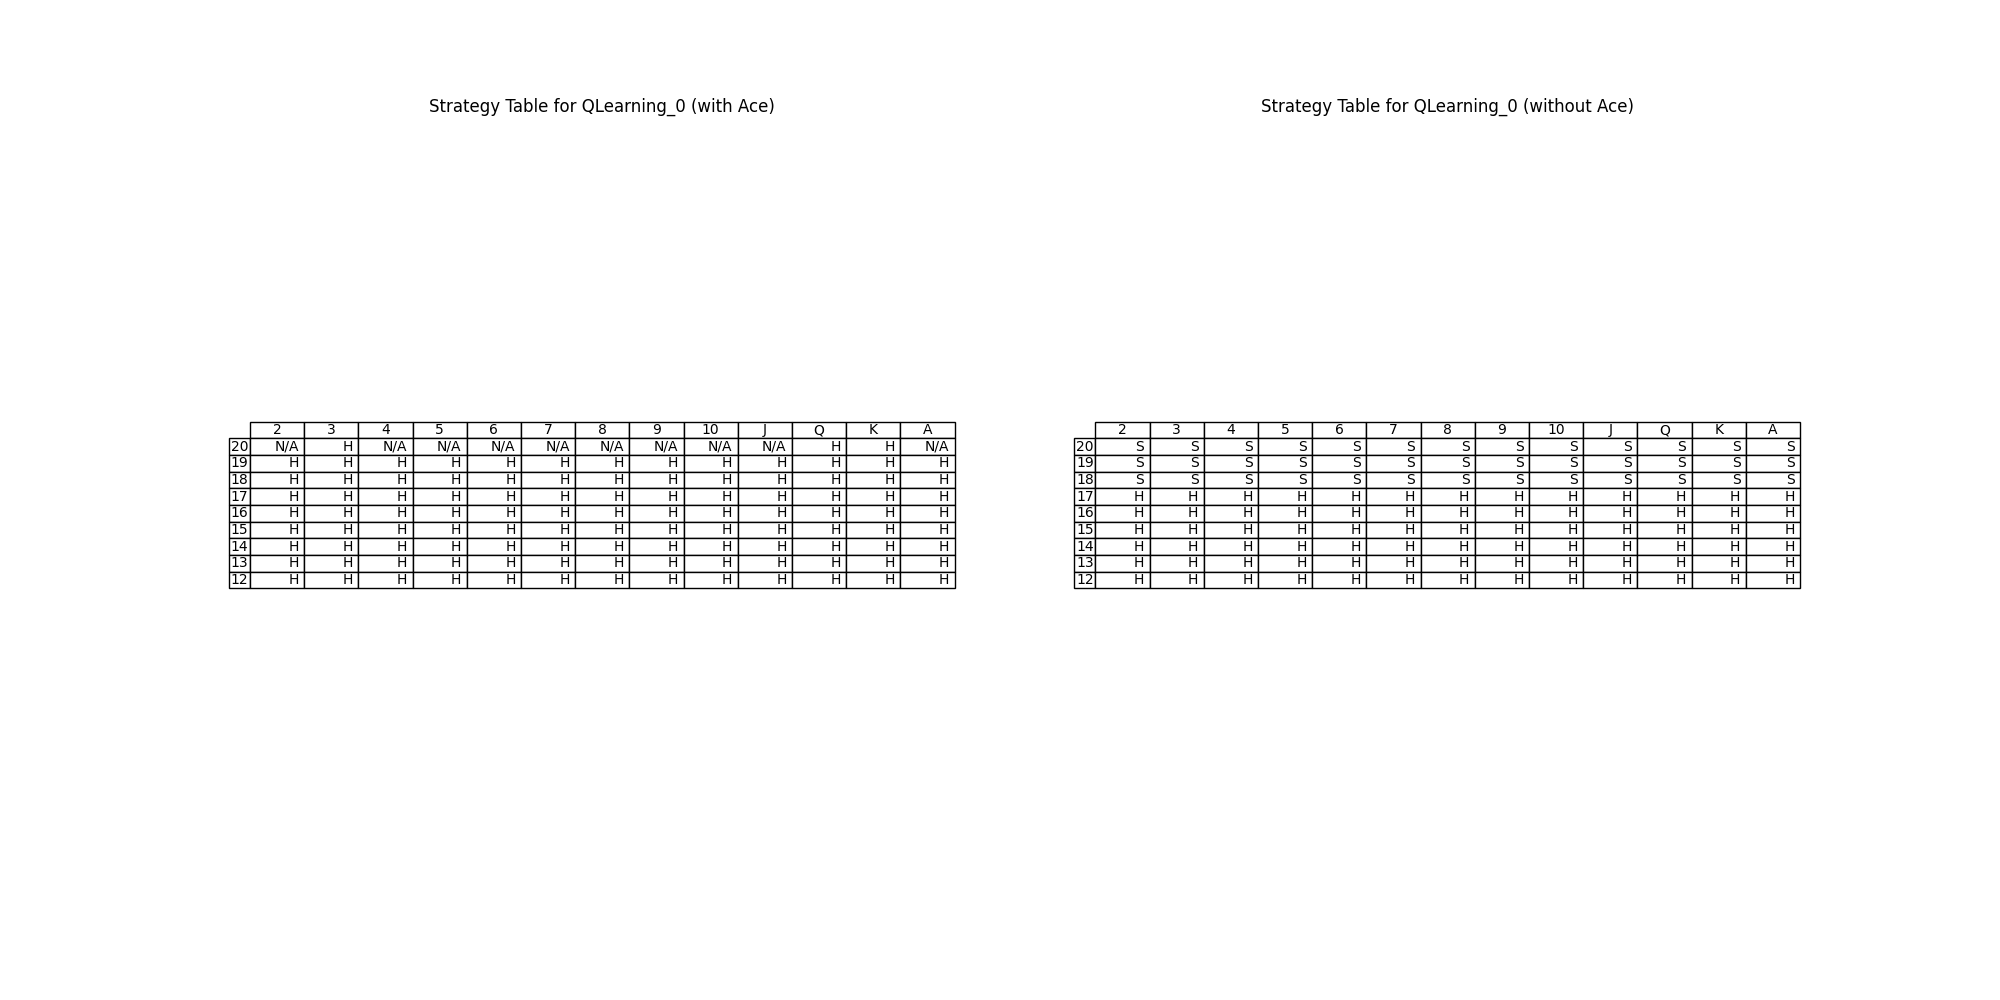 Strategy Table for QLearning_0 (with Ace)
2 3 4 5 6 7 8 9 10 J Q K A
20 N/A H N/A N/A N/A N/A N/A N/A N/A N/A H H N/A
19 H H H H H H H H H H H H H
18 H H H H H H H H H H H H H
17 H H H H H H H H H H H H H
16 H H H H H H H H H H H H H
15 H H H H H H H H H H H H H
14 H H H H H H H H H H H H H
13 H H H H H H H H H H H H H
12 H H H H H H H H H H H H H
Strategy Table for QLearning_0 (without Ace)
2 3 4 5 6 7 8 9 10 J Q K A
20 S S S S S S S S S S S S S
19 S S S S S S S S S S S S S
18 S S S S S S S S S S S S S
17 H H H H H H H H H H H H H
16 H H H H H H H H H H H H H
15 H H H H H H H H H H H H H
14 H H H H H H H H H H H H H
13 H H H H H H H H H H H H H
12 H H H H H H H H H H H H H